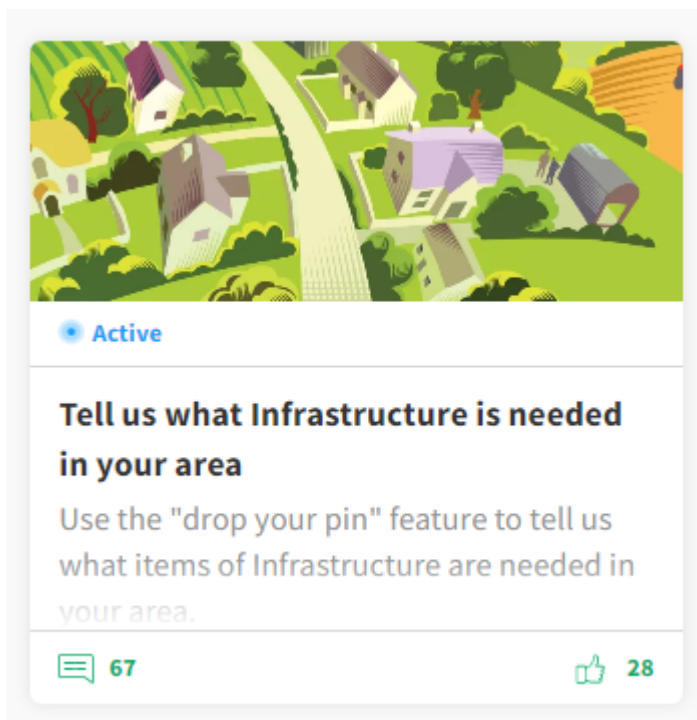 Active
Tell us what Infrastructure is needed
in your area
Use the "drop your pin" feature to tell us
what items of Infrastructure are needed in
your area.
67
28